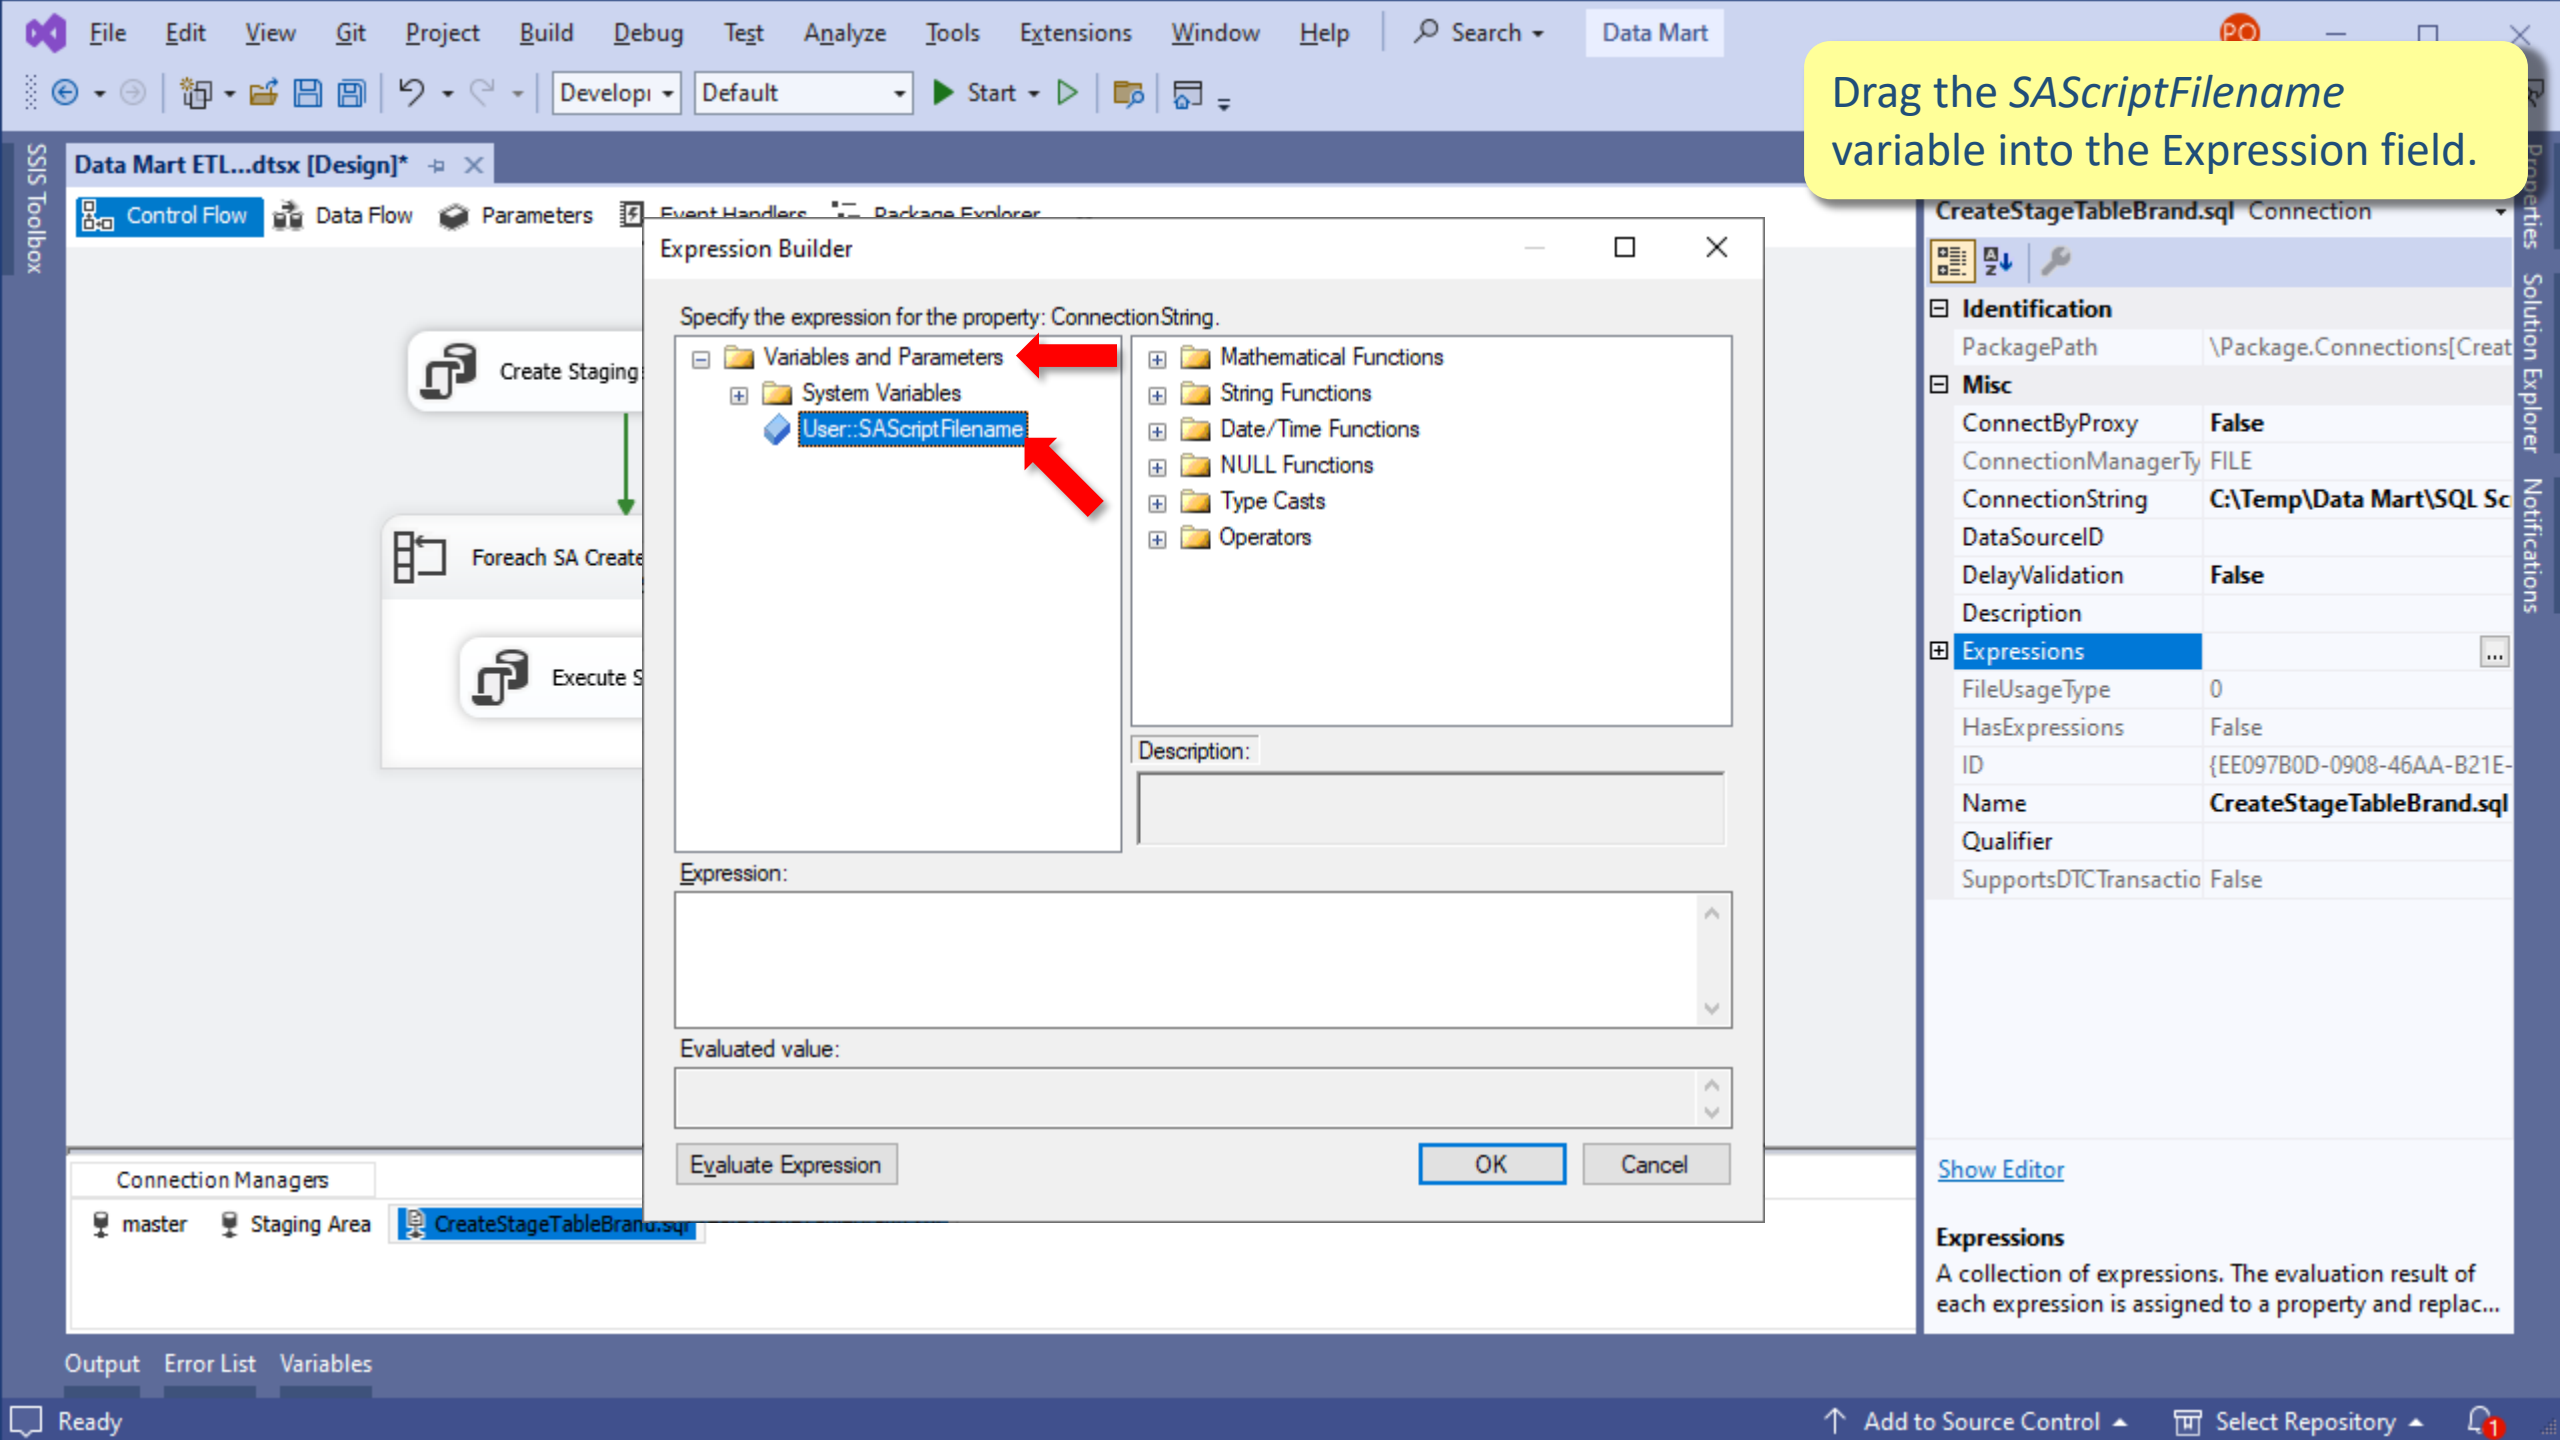 File Edit View Git Project Build Debug Test Analyze Tools Extensions Window Help Search Data Mart PO
Default Start
Drag the SAScriptFilename
variable into the Expression field.
SSIS Toolbox
Data Mart ETL...dtsx [Design]*
Control Flow Data Flow Parameters Event Handlers Package Explorer
Create Staging
Foreach SA Create
Expression Builder
Specify the expression for the property: ConnectionString.
Variables and Parameters
System Variables
User::SAScriptFilename
Mathematical Functions
String Functions
Date/Time Functions
NULL Functions
Type Casts
Operators
Description:
Expression:
Evaluated value:
Evaluate Expression OK Cancel
CreateStageTableBrand.sql Connection
Identification
PackagePath \Package.Connections[Creat
Misc
ConnectByProxy False
ConnectionManagerTy FILE
ConnectionString C:\Temp\Data Mart\SQL Sc
DataSourceID
DelayValidation False
Description
Expressions ...
FileUsageType 0
HasExpressions False
ID {EE097B0D-0908-46AA-B21E-
Name CreateStageTableBrand.sql
Qualifier
SupportsDTCTransactio False
Show Editor
Expressions
A collection of expressions. The evaluation result of
each expression is assigned to a property and replac...
Properties
Solution Explorer
Notifications
Connection Managers
master Staging Area CreateStageTableBrand.sql
Output Error List Variables
Ready Add to Source Control Select Repository 1